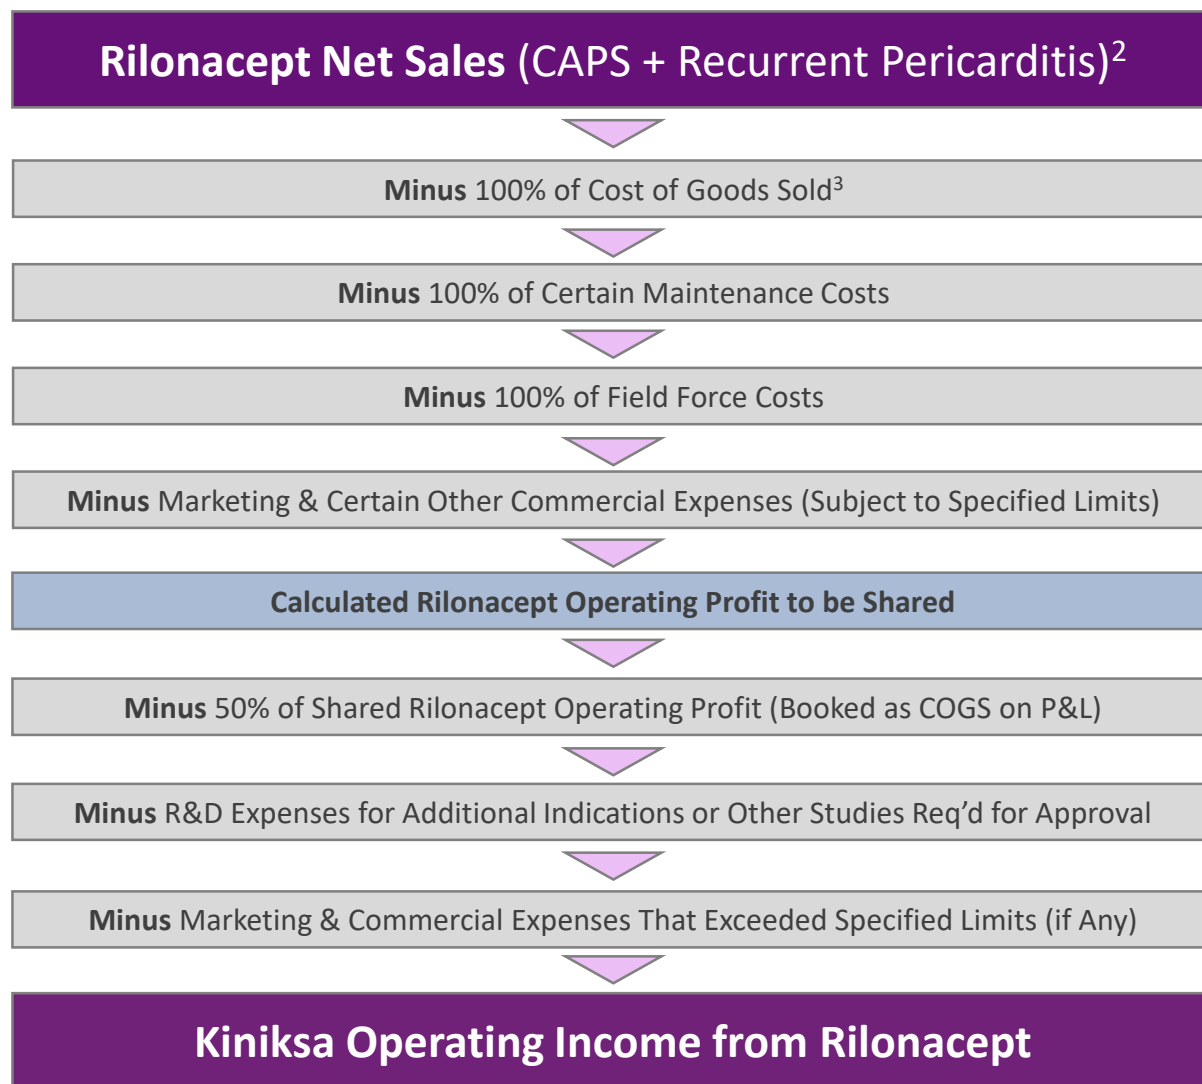 Rilonacept Net Sales (CAPS + Recurrent Pericarditis)²
Minus 100% of Cost of Goods Sold³
Minus 100% of Certain Maintenance Costs
Minus 100% of Field Force Costs
Minus Marketing & Certain Other Commercial Expenses (Subject to Specified Limits)
Calculated Rilonacept Operating Profit to be Shared
Minus 50% of Shared Rilonacept Operating Profit (Booked as COGS on P&L)
Minus R&D Expenses for Additional Indications or Other Studies Req’d for Approval
Minus Marketing & Commercial Expenses That Exceeded Specified Limits (if Any)
Kiniksa Operating Income from Rilonacept